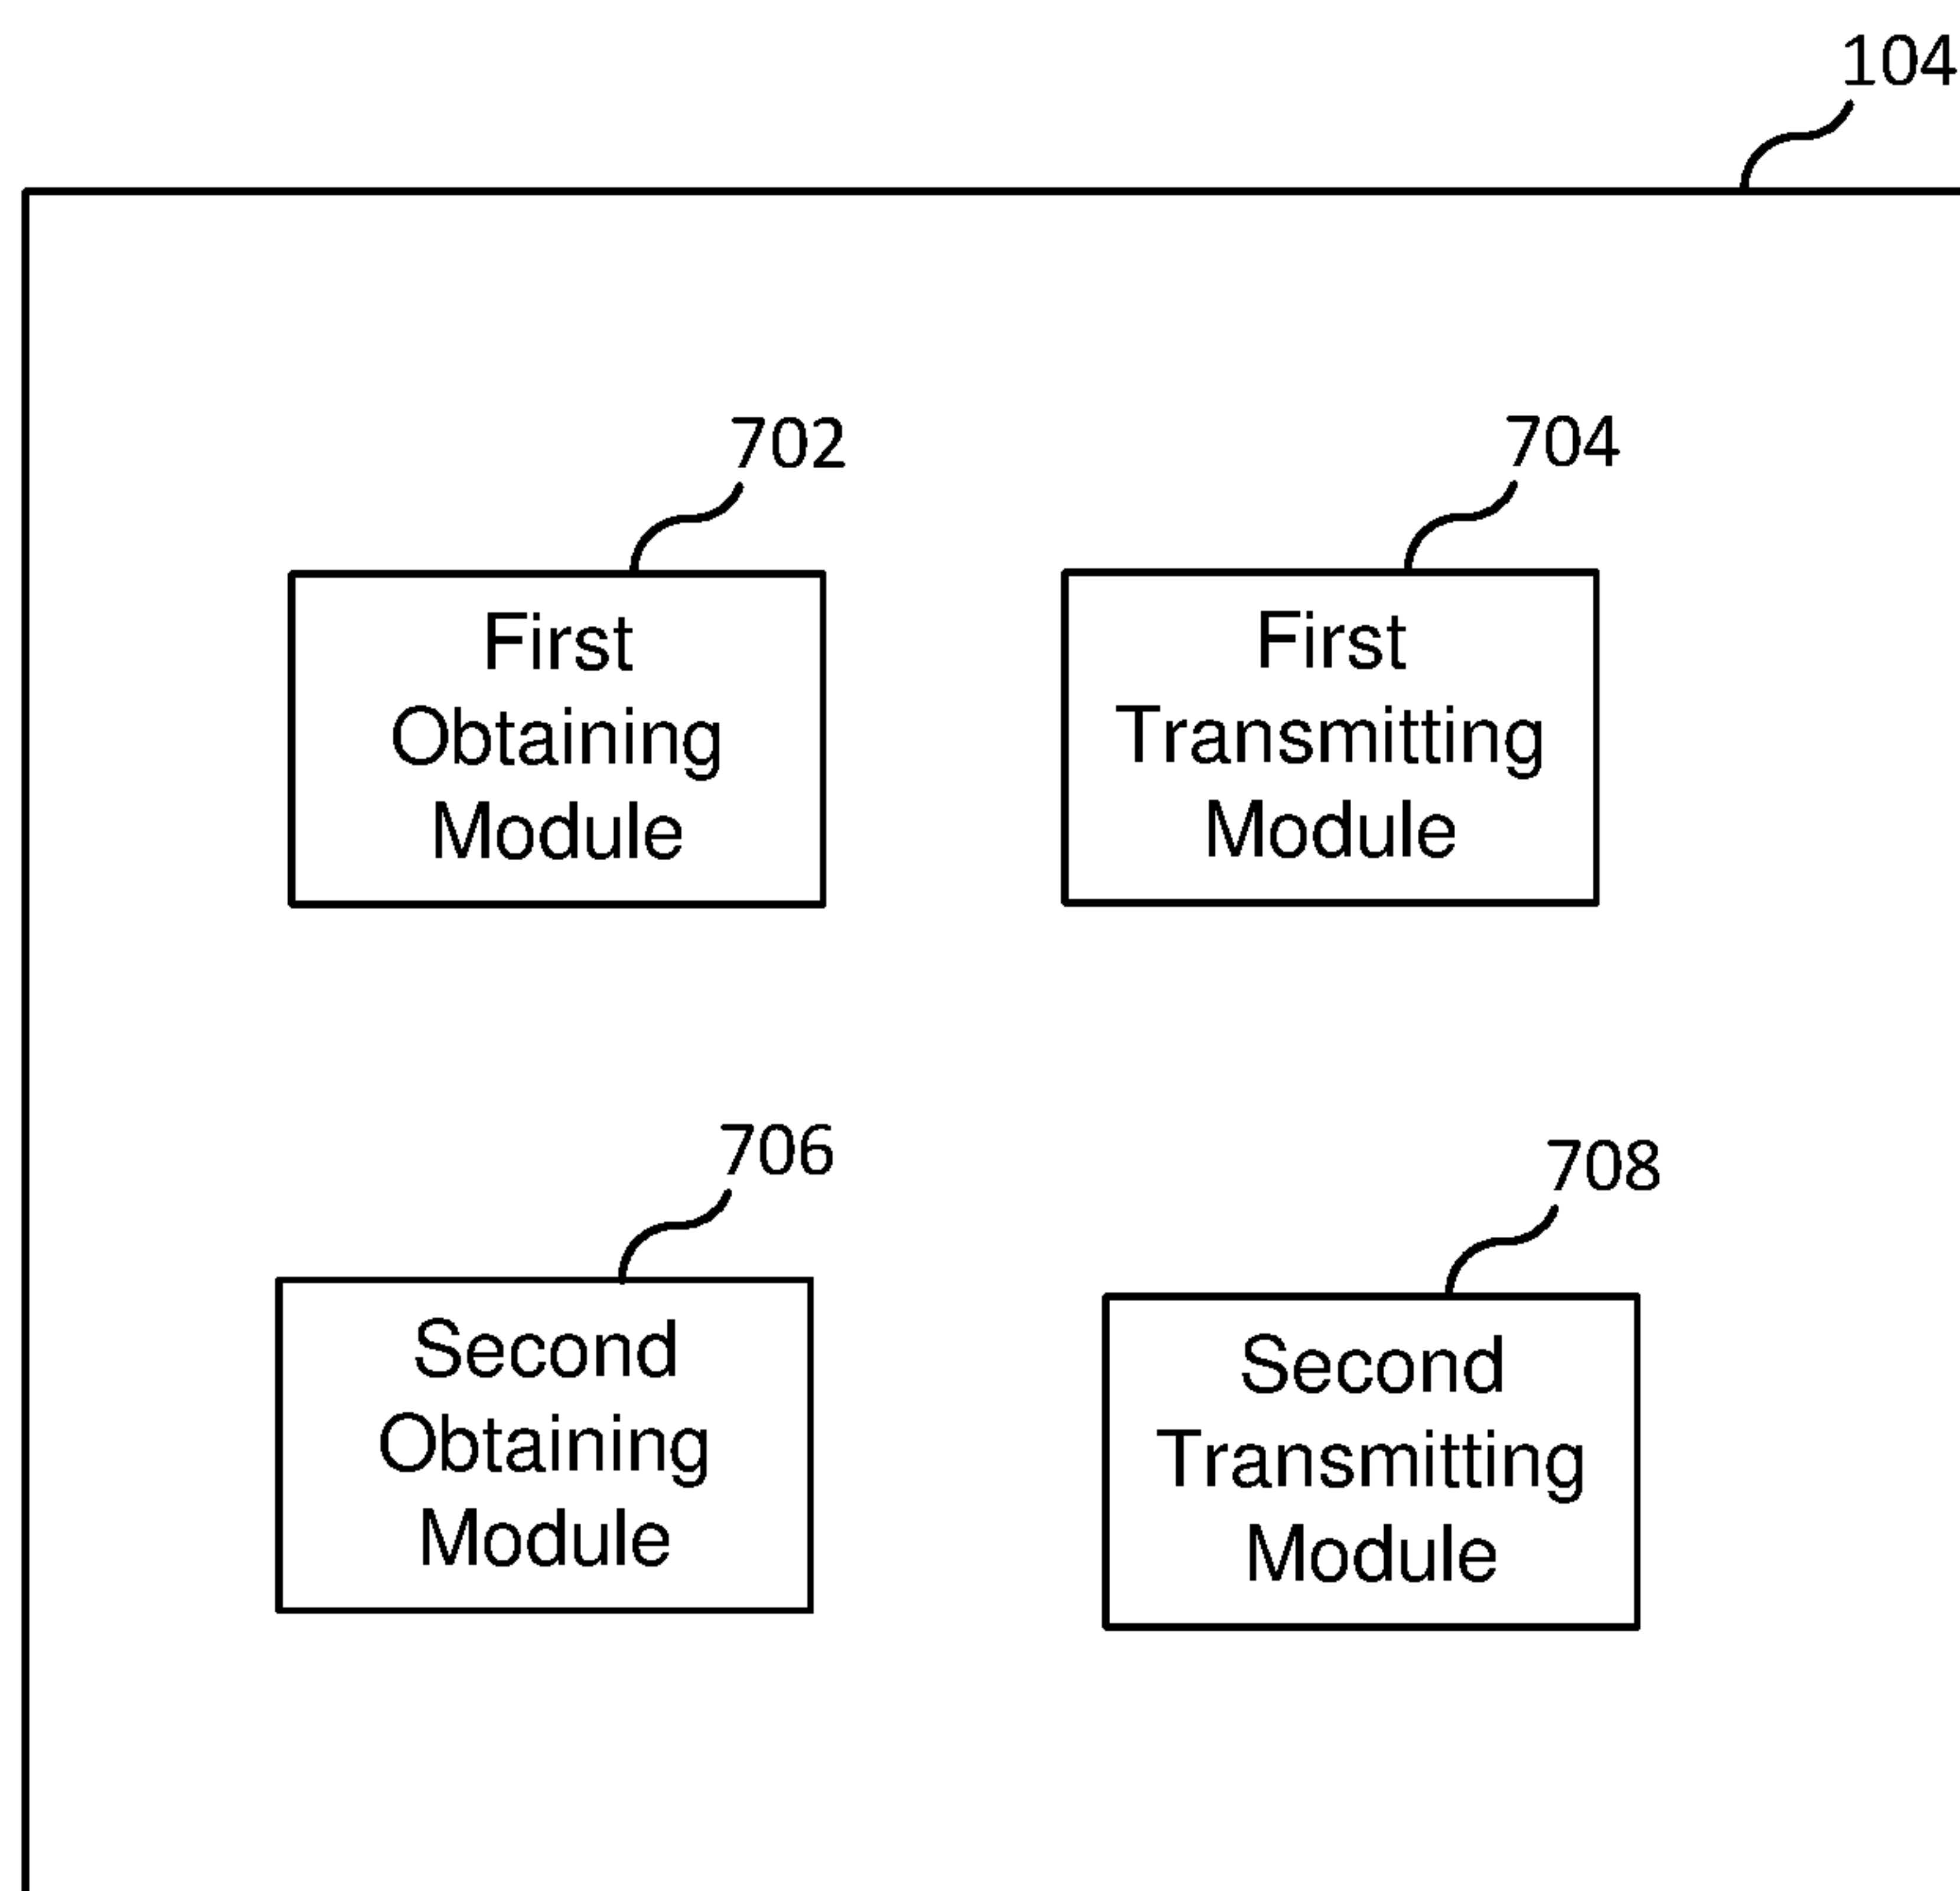 104
702
704
First
Obtaining
Module
First
Transmitting
Module
706
708
Second
Obtaining
Module
Second
Transmitting
Module